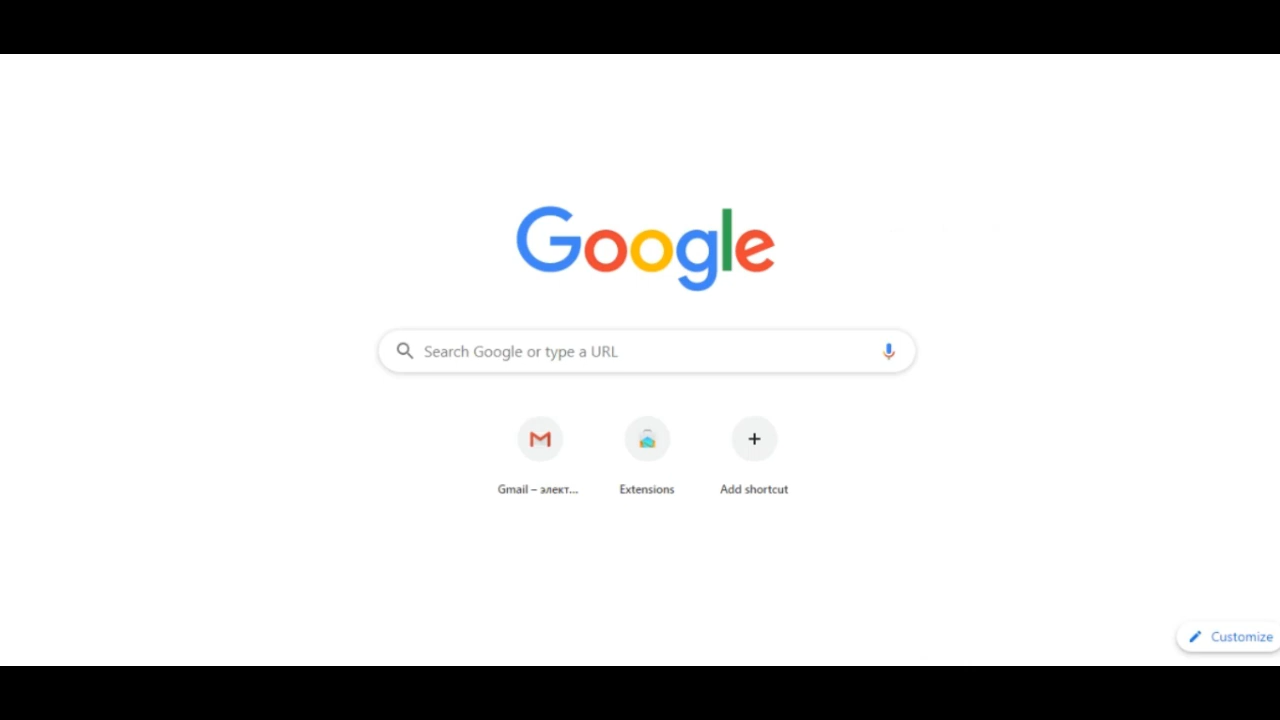 Google
Search Google or type a URL
Gmail – элект...
Extensions
Add shortcut
Customize